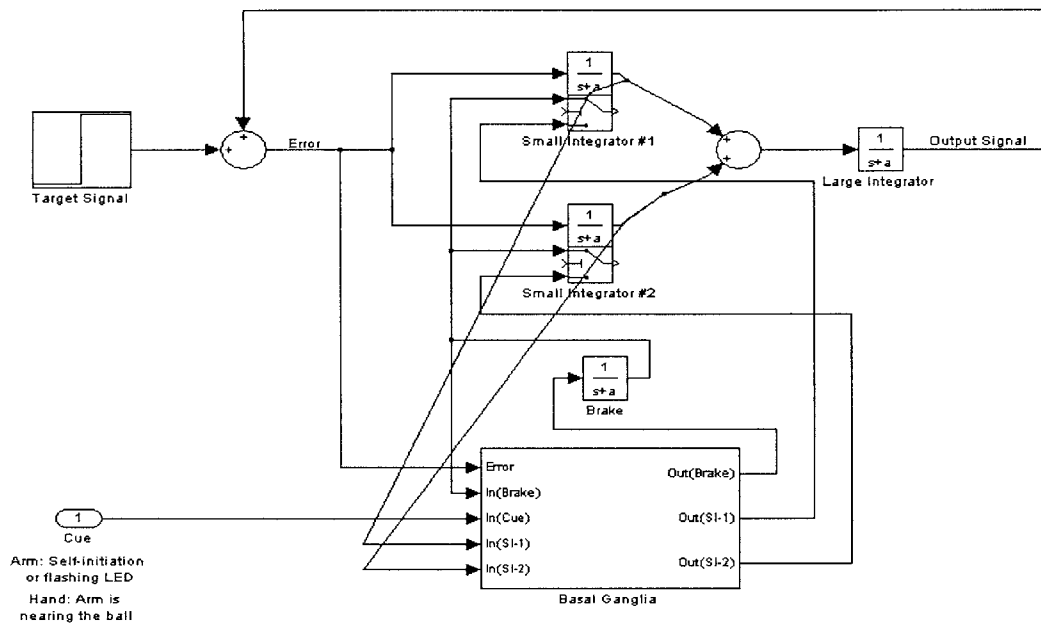 1
s+a
Small Integrator #1
+
+
Error
Target Signal
+
+
1
s+a
Large Integrator
Output Signal
1
s+a
Small Integrator #2
1
s+a
Brake
Error
In(Brake)
In(Cue)
In(SI-1)
In(SI-2)
Out(Brake)
Out(SI-1)
Out(SI-2)
Basal Ganglia
1
Cue
Arm: Self-initiation
or flashing LED
Hand: Arm is
nearing the ball